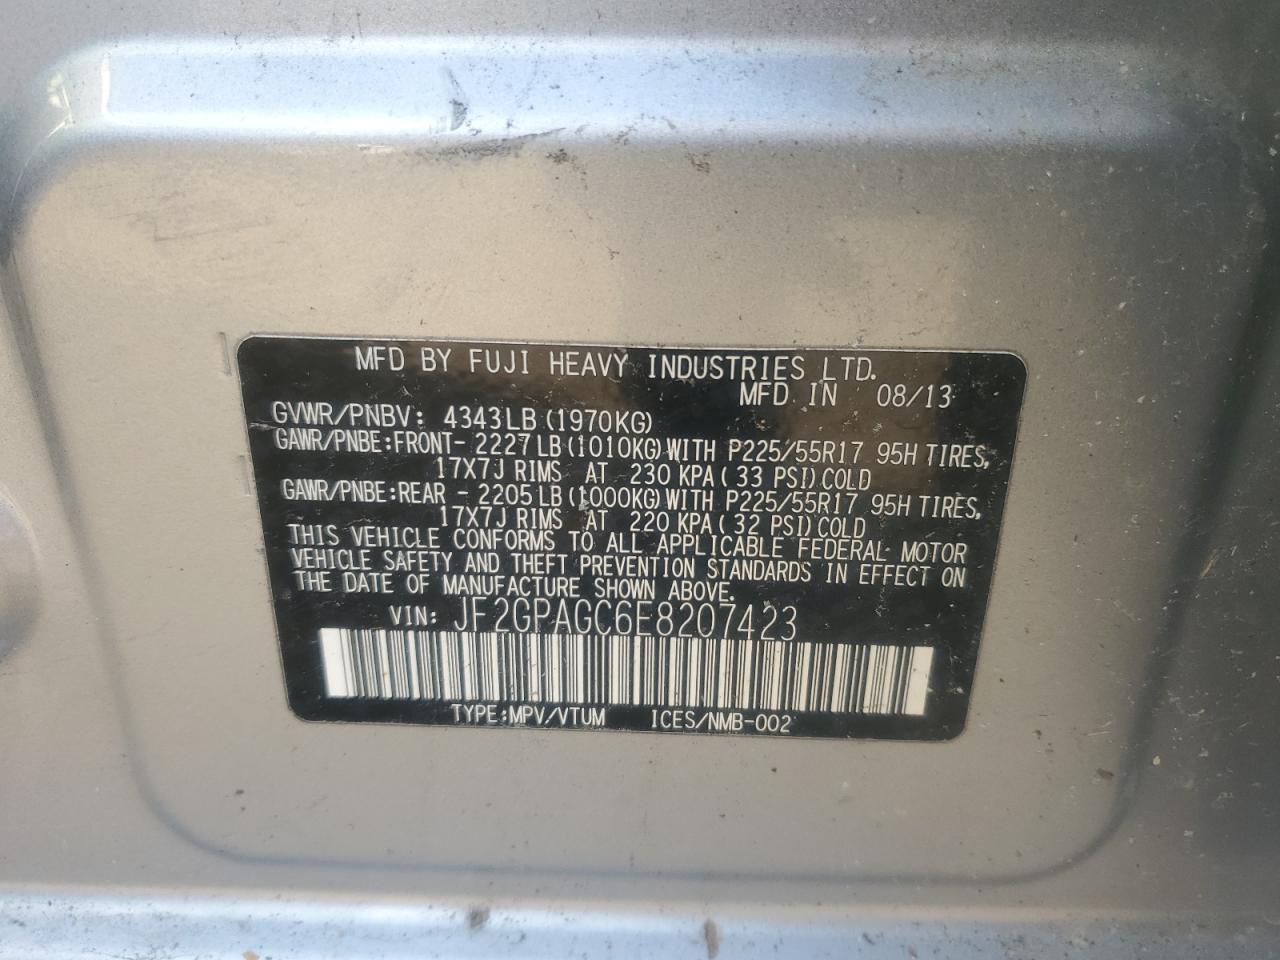 MFD BY FUJI HEAVY INDUSTRIES LTD.
MFD IN 08/13
GVWR/PNBV: 4343LB (1970KG)
GAWR/PNBE:FRONT- 2227LB (1010KG) WITH P225/55R17 95H TIRES,
17X7J RIMS AT 230 KPA (33 PSI) COLD
GAWR/PNBE:REAR - 2205LB (1000KG) WITH P225/55R17 95H TIRES,
17X7J RIMS AT 220 KPA (32 PSI) COLD
THIS VEHICLE CONFORMS TO ALL APPLICABLE FEDERAL MOTOR
VEHICLE SAFETY AND THEFT PREVENTION STANDARDS IN EFFECT ON
THE DATE OF MANUFACTURE SHOWN ABOVE.
VIN: JF2GPAGC6E8207423
TYPE:MPV/VTUM ICES/NMB-002